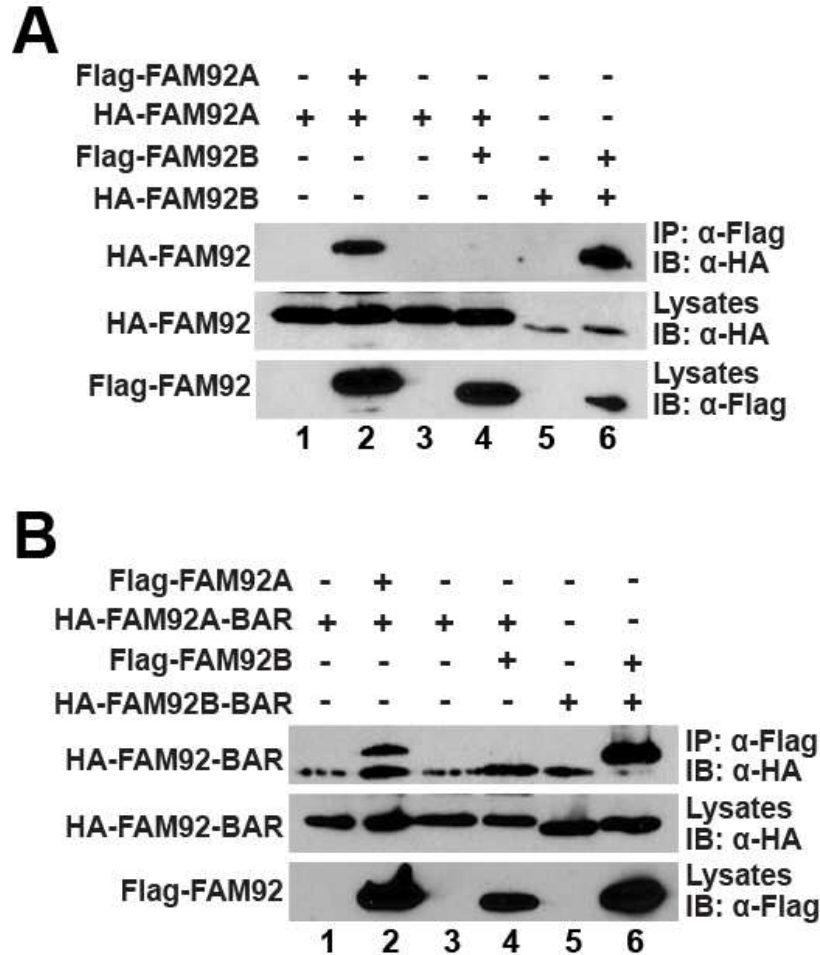 A
Flag-FAM92A - + - - - -
HA-FAM92A + + + + - -
Flag-FAM92B - - - + - +
HA-FAM92B - - - - + +
HA-FAM92 IP: α-Flag
IB: α-HA
HA-FAM92 Lysates
IB: α-HA
Flag-FAM92 Lysates
IB: α-Flag
1 2 3 4 5 6
B
Flag-FAM92A - + - - - -
HA-FAM92A-BAR + + + + - -
Flag-FAM92B - - - + - +
HA-FAM92B-BAR - - - - + +
HA-FAM92-BAR IP: α-Flag
IB: α-HA
HA-FAM92-BAR Lysates
IB: α-HA
Flag-FAM92 Lysates
IB: α-Flag
1 2 3 4 5 6